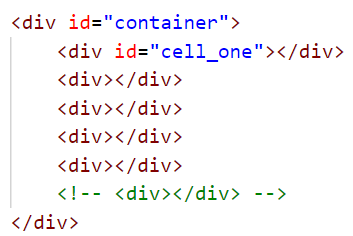 <div id="container">
    <div id="cell_one"></div>
    <div></div>
    <div></div>
    <div></div>
    <div></div>
    <!-- <div></div> -->
</div>